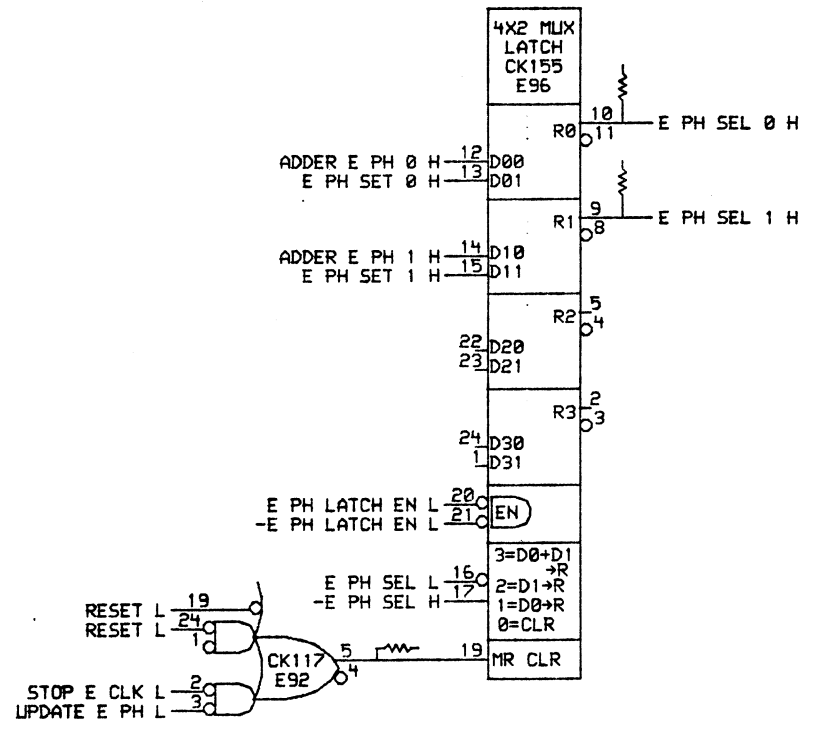 4X2 MUX
LATCH
CK155
E96
R0 10 E PH SEL 0 H
11
ADDER E PH 0 H 12 D00
E PH SET 0 H 13 D01
R1 9 E PH SEL 1 H
8
ADDER E PH 1 H 14 D10
E PH SET 1 H 15 D11
R2 5
4
22 D20
23 D21
R3 2
3
24 D30
1 D31
E PH LATCH EN L 20
-E PH LATCH EN L 21
EN
3=D0+D1
→R
E PH SEL L 16 2=D1→R
-E PH SEL H 17 1=D0→R
0=CLR
RESET L 19
RESET L 24
1
CK117
E92
5
4
19 MR CLR
STOP E CLK L 2
UPDATE E PH L 3